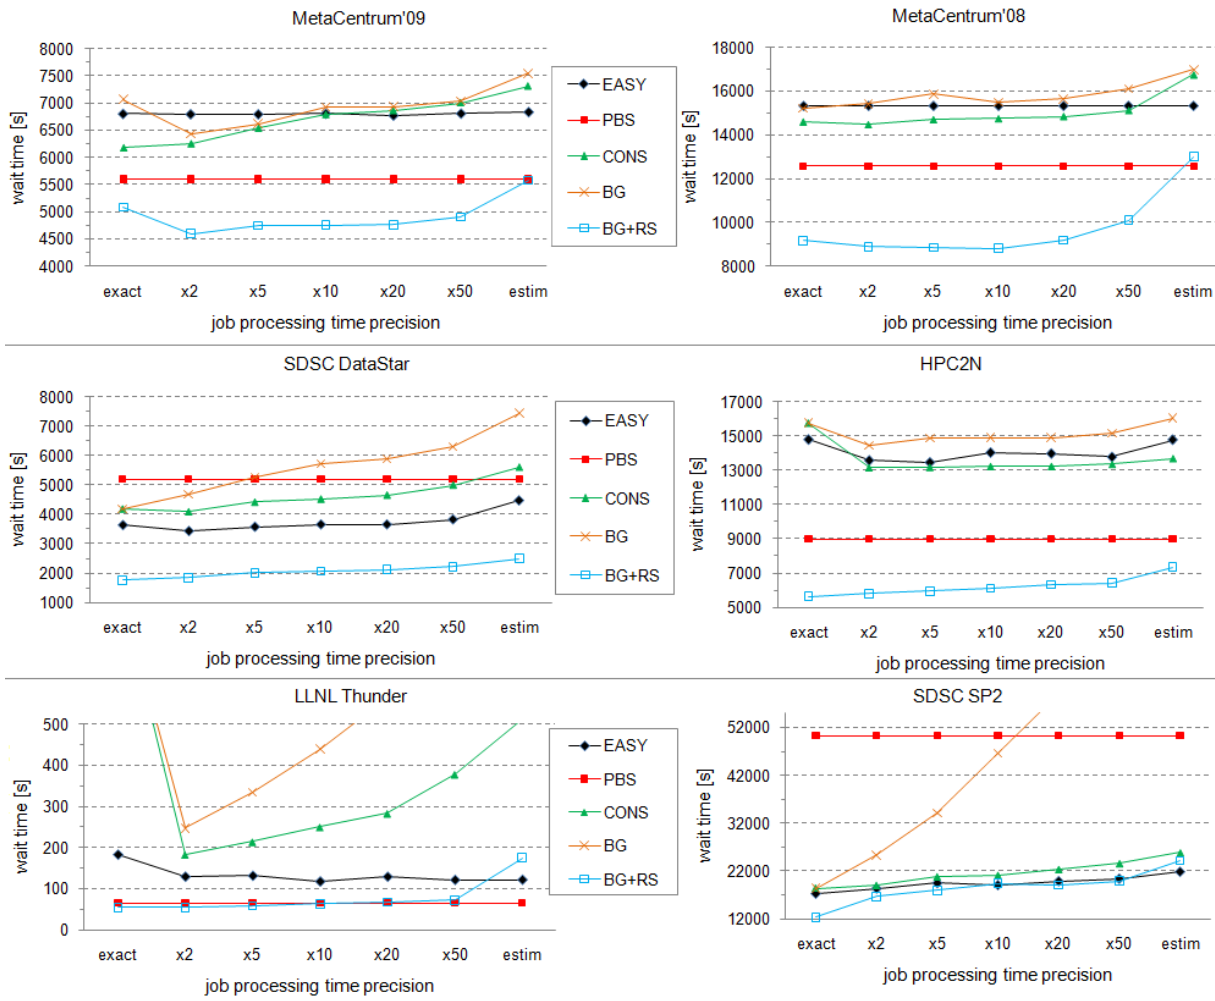 MetaCentrum'09
8000
7500
7000
6500
6000
5500
5000
4500
4000
wait time [s]
exact x2 x5 x10 x20 x50 estim
job processing time precision
EASY
PBS
CONS
BG
BG+RS
MetaCentrum'08
18000
16000
14000
12000
10000
8000
wait time [s]
exact x2 x5 x10 x20 x50 estim
job processing time precision
SDSC DataStar
8000
7000
6000
5000
4000
3000
2000
1000
wait time [s]
exact x2 x5 x10 x20 x50 estim
job processing time precision
EASY
PBS
CONS
BG
BG+RS
HPC2N
17000
15000
13000
11000
9000
7000
5000
wait time [s]
exact x2 x5 x10 x20 x50 estim
job processing time precision
LLNL Thunder
500
400
300
200
100
0
wait time [s]
exact x2 x5 x10 x20 x50 estim
job processing time precision
EASY
PBS
CONS
BG
BG+RS
SDSC SP2
52000
42000
32000
22000
12000
wait time [s]
exact x2 x5 x10 x20 x50 estim
job processing time precision